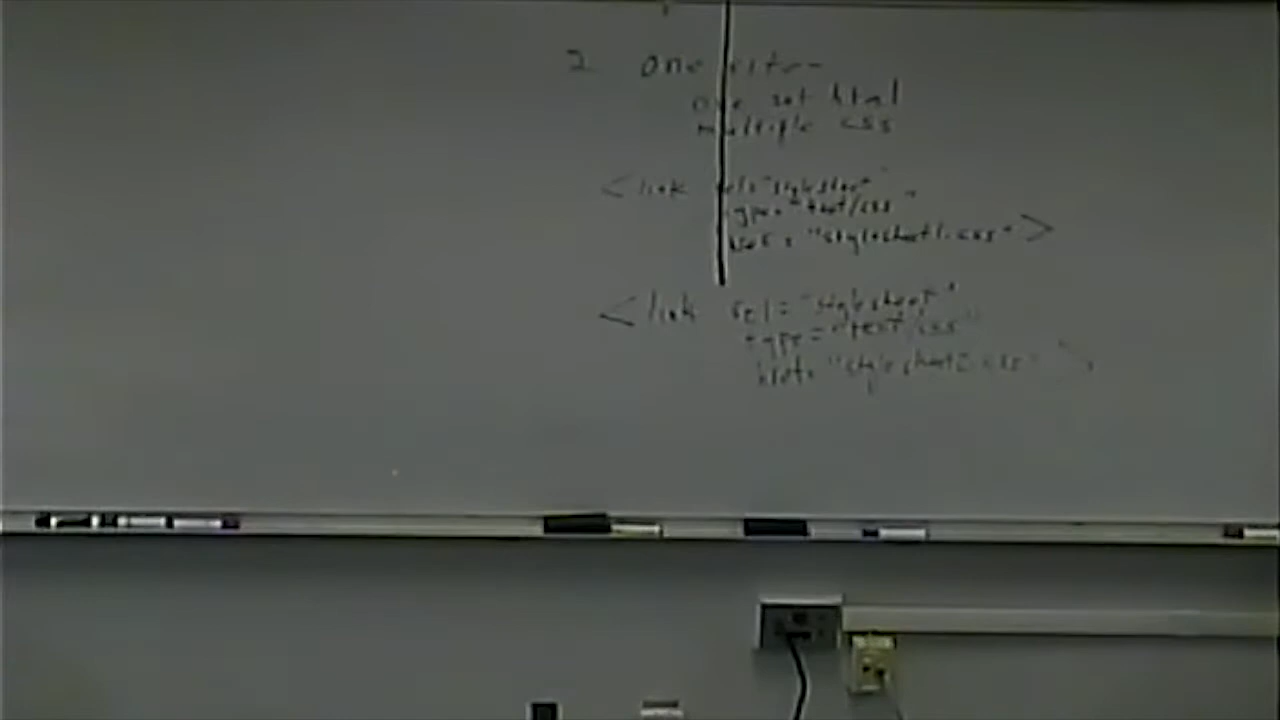 2 one site -
one set html
multiple css
<link rel="stylesheet"
type="text/css"
href="stylesheet1.css">
<link rel="stylesheet"
type="text/css"
href="stylesheet2.css">